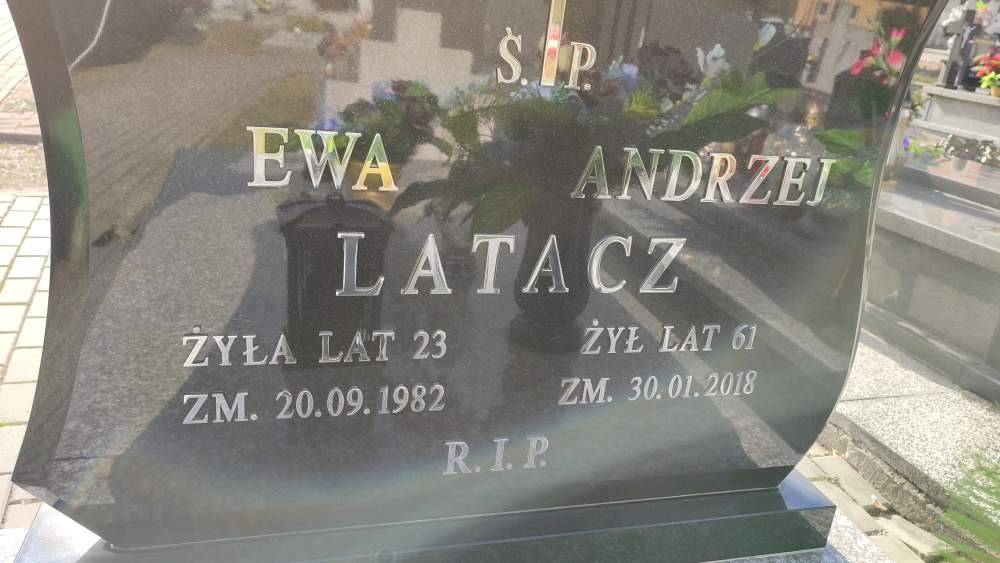 Ś. P.
EWA ANDRZEJ
LATACZ
ŻYŁA LAT 23 ŻYŁ LAT 61
ZM. 20.09.1982 ZM. 30.01.2018
R.I.P.